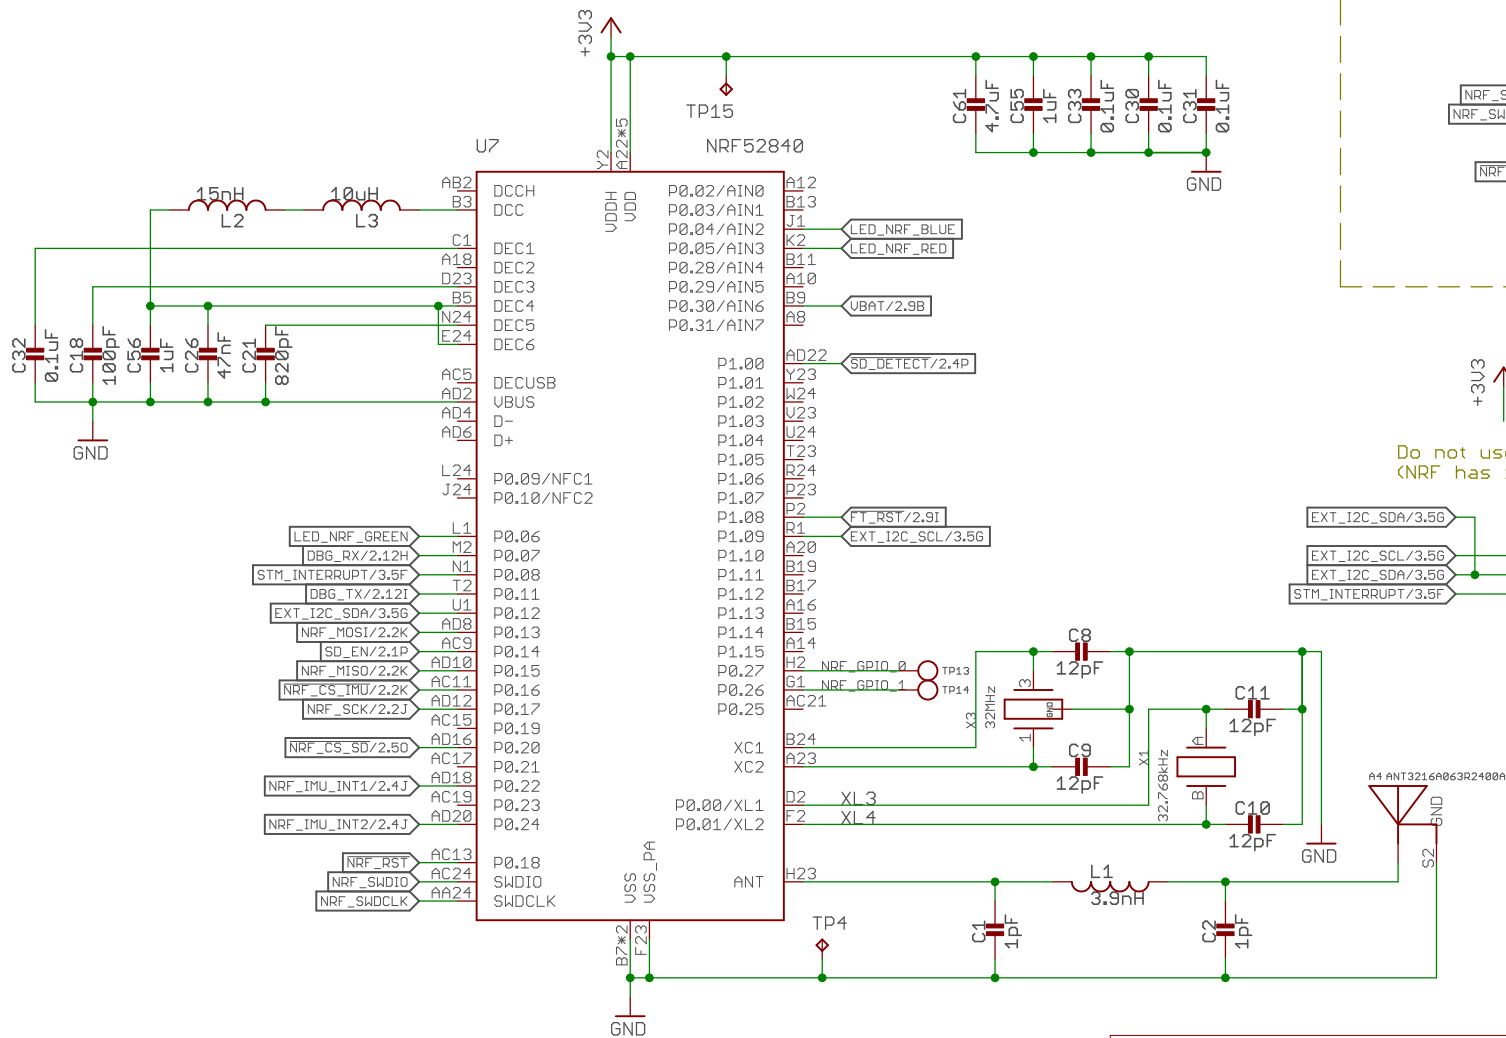 +3V3
TP15
C61
4.7uF
C55
1uF
C33
0.1uF
C30
0.1uF
C31
0.1uF
GND
NRF_SW
NRF
U7
NRF52840
Y2
A22*5
VDDH
VDD
15nH
L2
10uH
L3
AB2 DCCH
B3 DCC
C1 DEC1
A18 DEC2
D23 DEC3
B5 DEC4
N24 DEC5
E24 DEC6
C32
0.1uF
C18
100pF
C56
1uF
C26
47nF
C21
820pF
GND
AC5 DECUSB
AD2 VBUS
AD4 D-
AD6 D+
L24 P0.09/NFC1
J24 P0.10/NFC2
LED_NRF_GREEN L1 P0.06
DBG_RX/2.12H M2 P0.07
STM_INTERRUPT/3.5F N1 P0.08
DBG_TX/2.12I T2 P0.11
EXT_I2C_SDA/3.5G U1 P0.12
NRF_MOSI/2.2K AD8 P0.13
SD_EN/2.1P AC9 P0.14
NRF_MISO/2.2K AD10 P0.15
NRF_CS_IMU/2.2K AC11 P0.16
NRF_SCK/2.2J AD12 P0.17
AC15 P0.19
NRF_CS_SD/2.5O AD16 P0.20
AC17 P0.21
NRF_IMU_INT1/2.4J AD18 P0.22
AC19 P0.23
NRF_IMU_INT2/2.4J AD20 P0.24
NRF_RST AC13 P0.18
NRF_SWDIO AC24 SWDIO
NRF_SWDCLK AA24 SWDCLK
P0.02/AIN0 A12
P0.03/AIN1 B13
P0.04/AIN2 J1 LED_NRF_BLUE
P0.05/AIN3 K2 LED_NRF_RED
P0.28/AIN4 B11
P0.29/AIN5 A10
P0.30/AIN6 B9 VBAT/2.9B
P0.31/AIN7 A8
P1.00 AD22 SD_DETECT/2.4P
P1.01 Y23
P1.02 W24
P1.03 V23
P1.04 U24
P1.05 T23
P1.06 R24
P1.07 P23
P1.08 P2 FT_RST/2.9I
P1.09 R1 EXT_I2C_SCL/3.5G
P1.10 A20
P1.11 B19
P1.12 B17
P1.13 A16
P1.14 B15
P1.15 A14
P0.27 H2 NRF_GPIO_0 TP13
P0.26 G1 NRF_GPIO_1 TP14
P0.25 AC21
XC1 B24
XC2 A23
P0.00/XL1 D2 XL3
P0.01/XL2 F2 XL4
ANT H23
VSS
VSS_PA
B7*2
F23
GND
TP4
C8
12pF
X3
32MHz
3
GND
1
C9
12pF
C11
12pF
X1
32.768kHz
A
B
C10
12pF
GND
L1
3.9nH
C1
1pF
C2
1pF
A4 ANT3216A063R2400A
GND
S2
+3V3
Do not us
(NRF has
EXT_I2C_SDA/3.5G
EXT_I2C_SCL/3.5G
EXT_I2C_SDA/3.5G
STM_INTERRUPT/3.5F